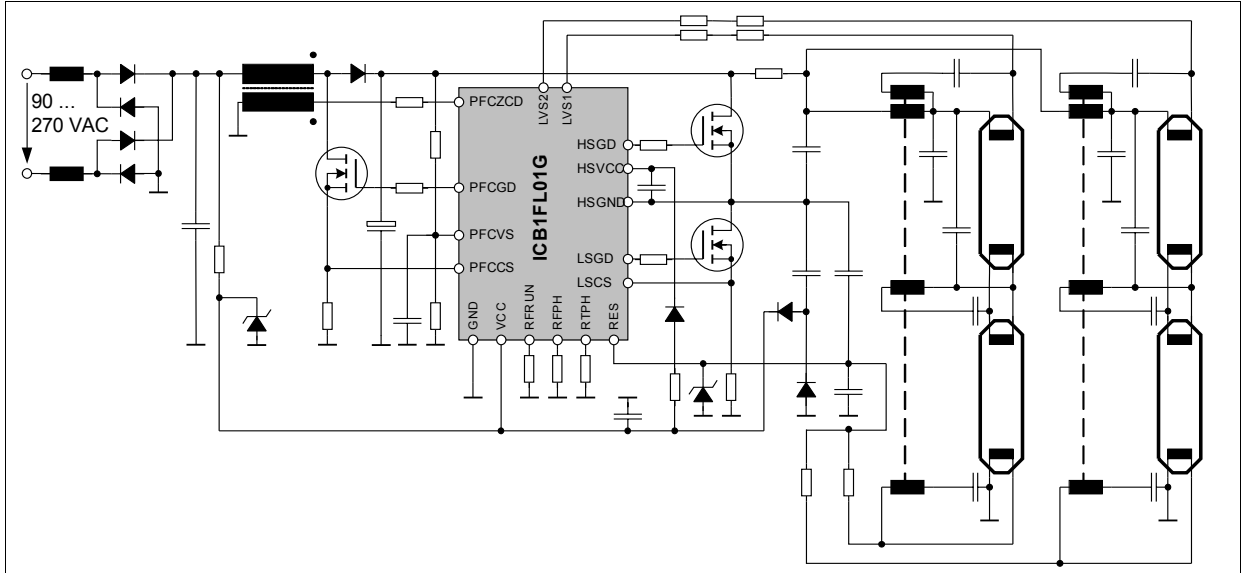 90 ...
270 VAC
PFCZCD
PFCGD
PFCVS
PFCCS
LVS2
LVS1
ICB1FL01G
HSGD
HSVCC
HSGND
LSGD
LSCS
GND
VCC
RFRUN
RFPH
RTPH
RES